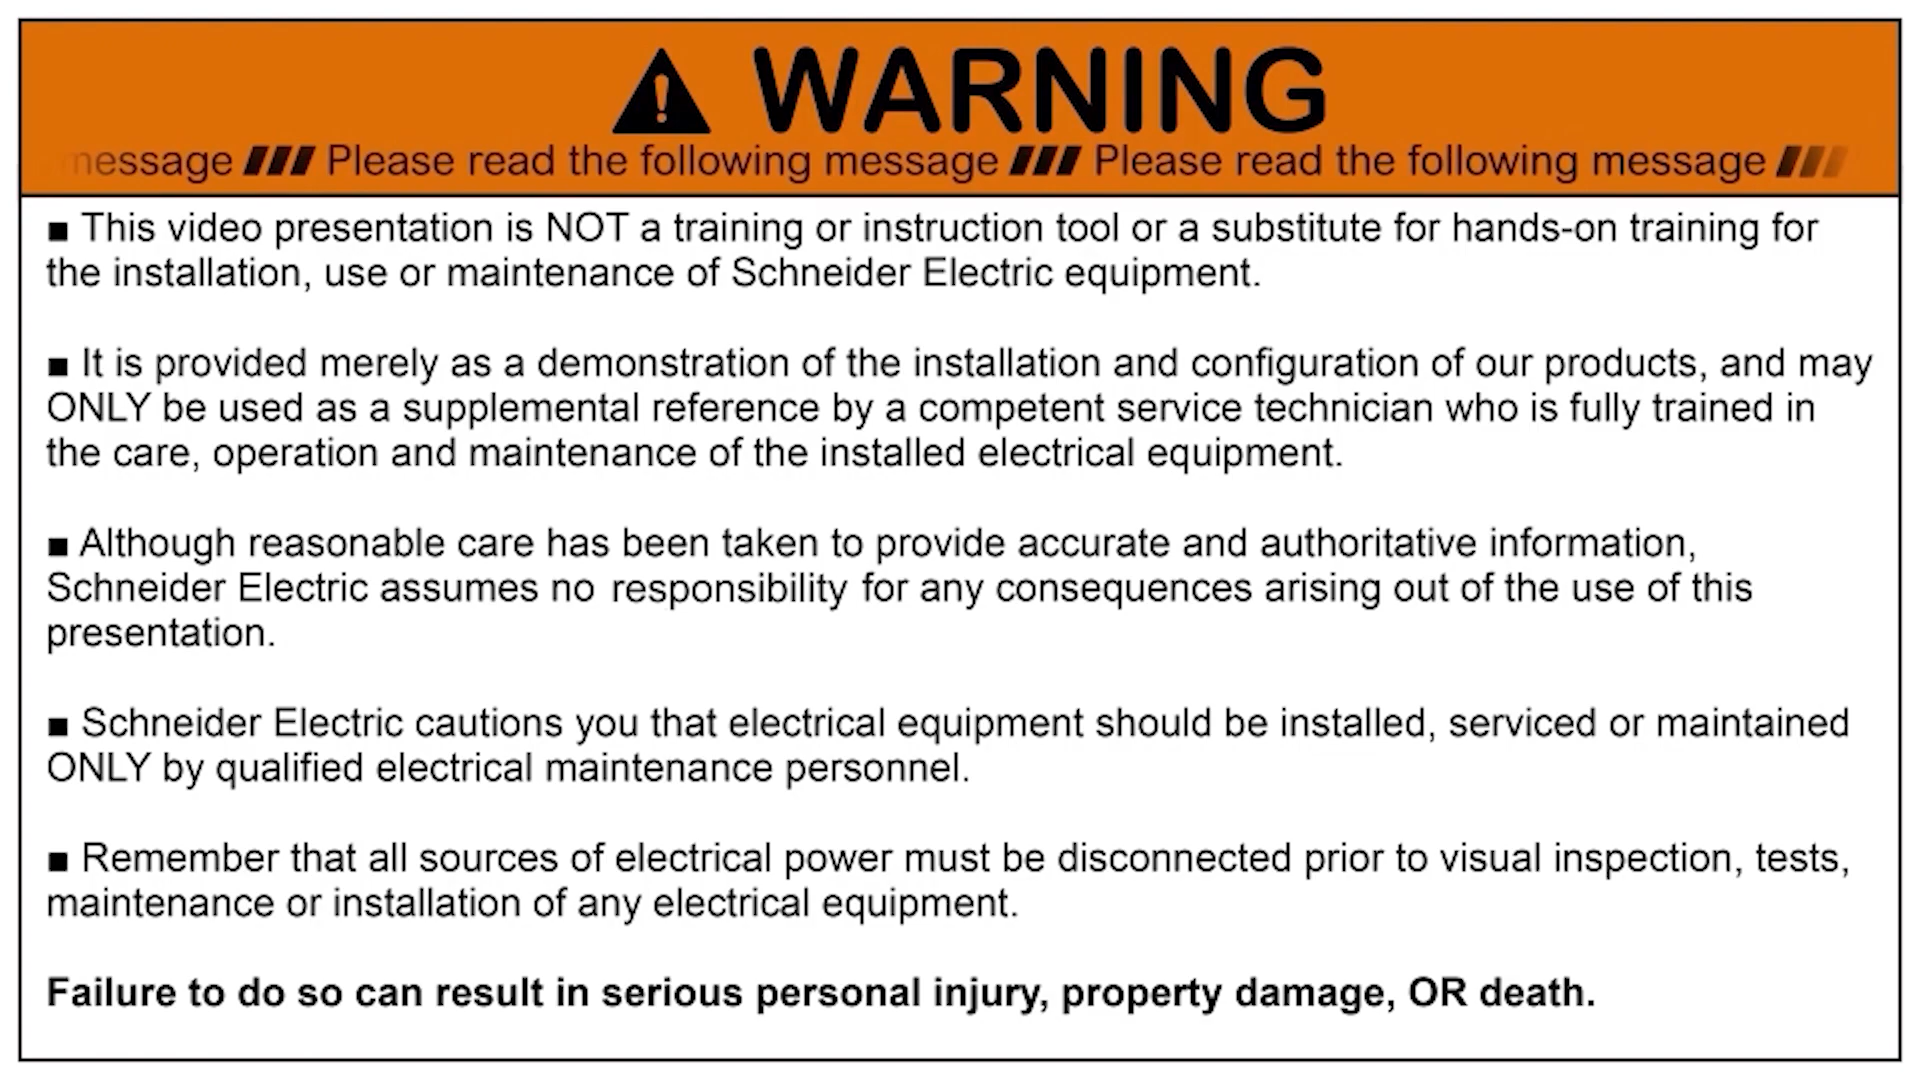 WARNING
message /// Please read the following message /// Please read the following message ///
■ This video presentation is NOT a training or instruction tool or a substitute for hands-on training for
the installation, use or maintenance of Schneider Electric equipment.
■ It is provided merely as a demonstration of the installation and configuration of our products, and may
ONLY be used as a supplemental reference by a competent service technician who is fully trained in
the care, operation and maintenance of the installed electrical equipment.
■ Although reasonable care has been taken to provide accurate and authoritative information,
Schneider Electric assumes no responsibility for any consequences arising out of the use of this
presentation.
■ Schneider Electric cautions you that electrical equipment should be installed, serviced or maintained
ONLY by qualified electrical maintenance personnel.
■ Remember that all sources of electrical power must be disconnected prior to visual inspection, tests,
maintenance or installation of any electrical equipment.
Failure to do so can result in serious personal injury, property damage, OR death.